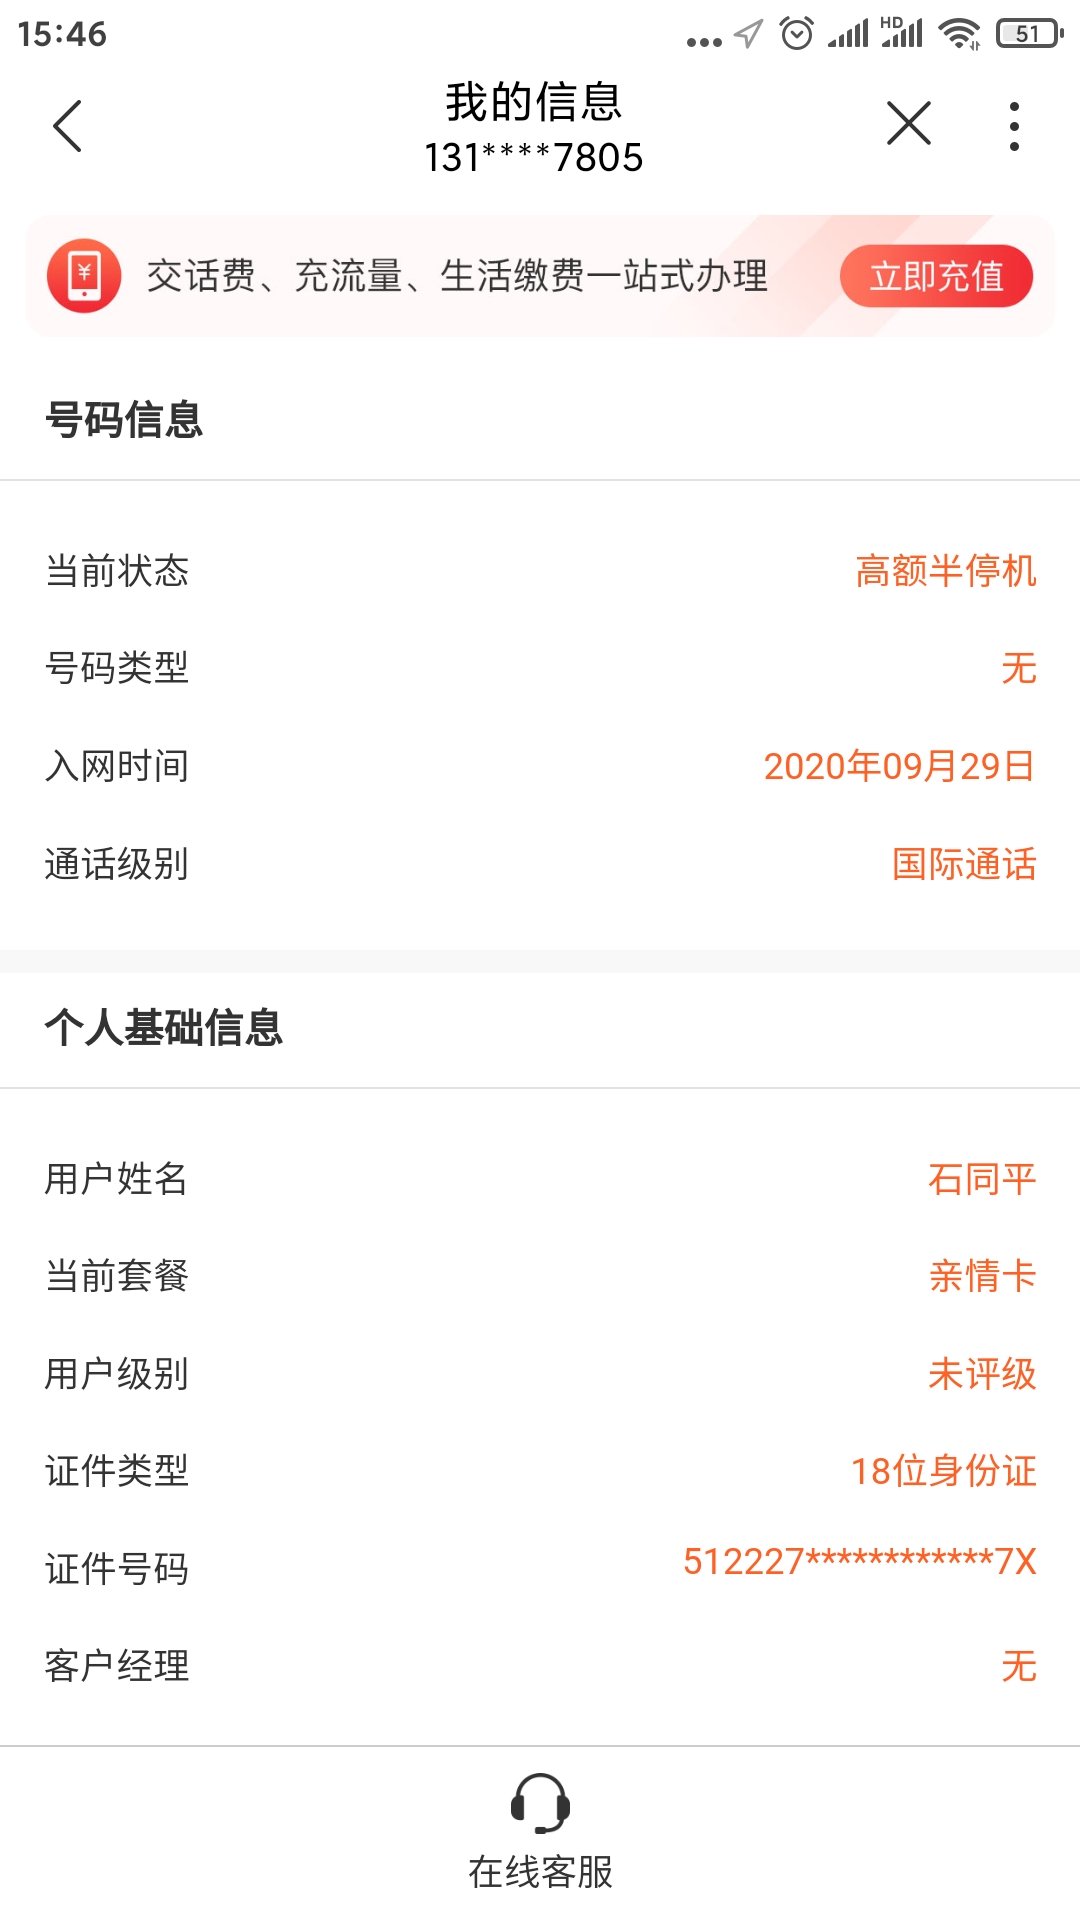 15:46
HD
51
我的信息
131****7805
交话费、充流量、生活缴费一站式办理
立即充值
号码信息
当前状态 高额半停机
号码类型 无
入网时间 2020年09月29日
通话级别 国际通话
个人基础信息
用户姓名 石同平
当前套餐 亲情卡
用户级别 未评级
证件类型 18位身份证
证件号码 512227************7X
客户经理 无
在线客服